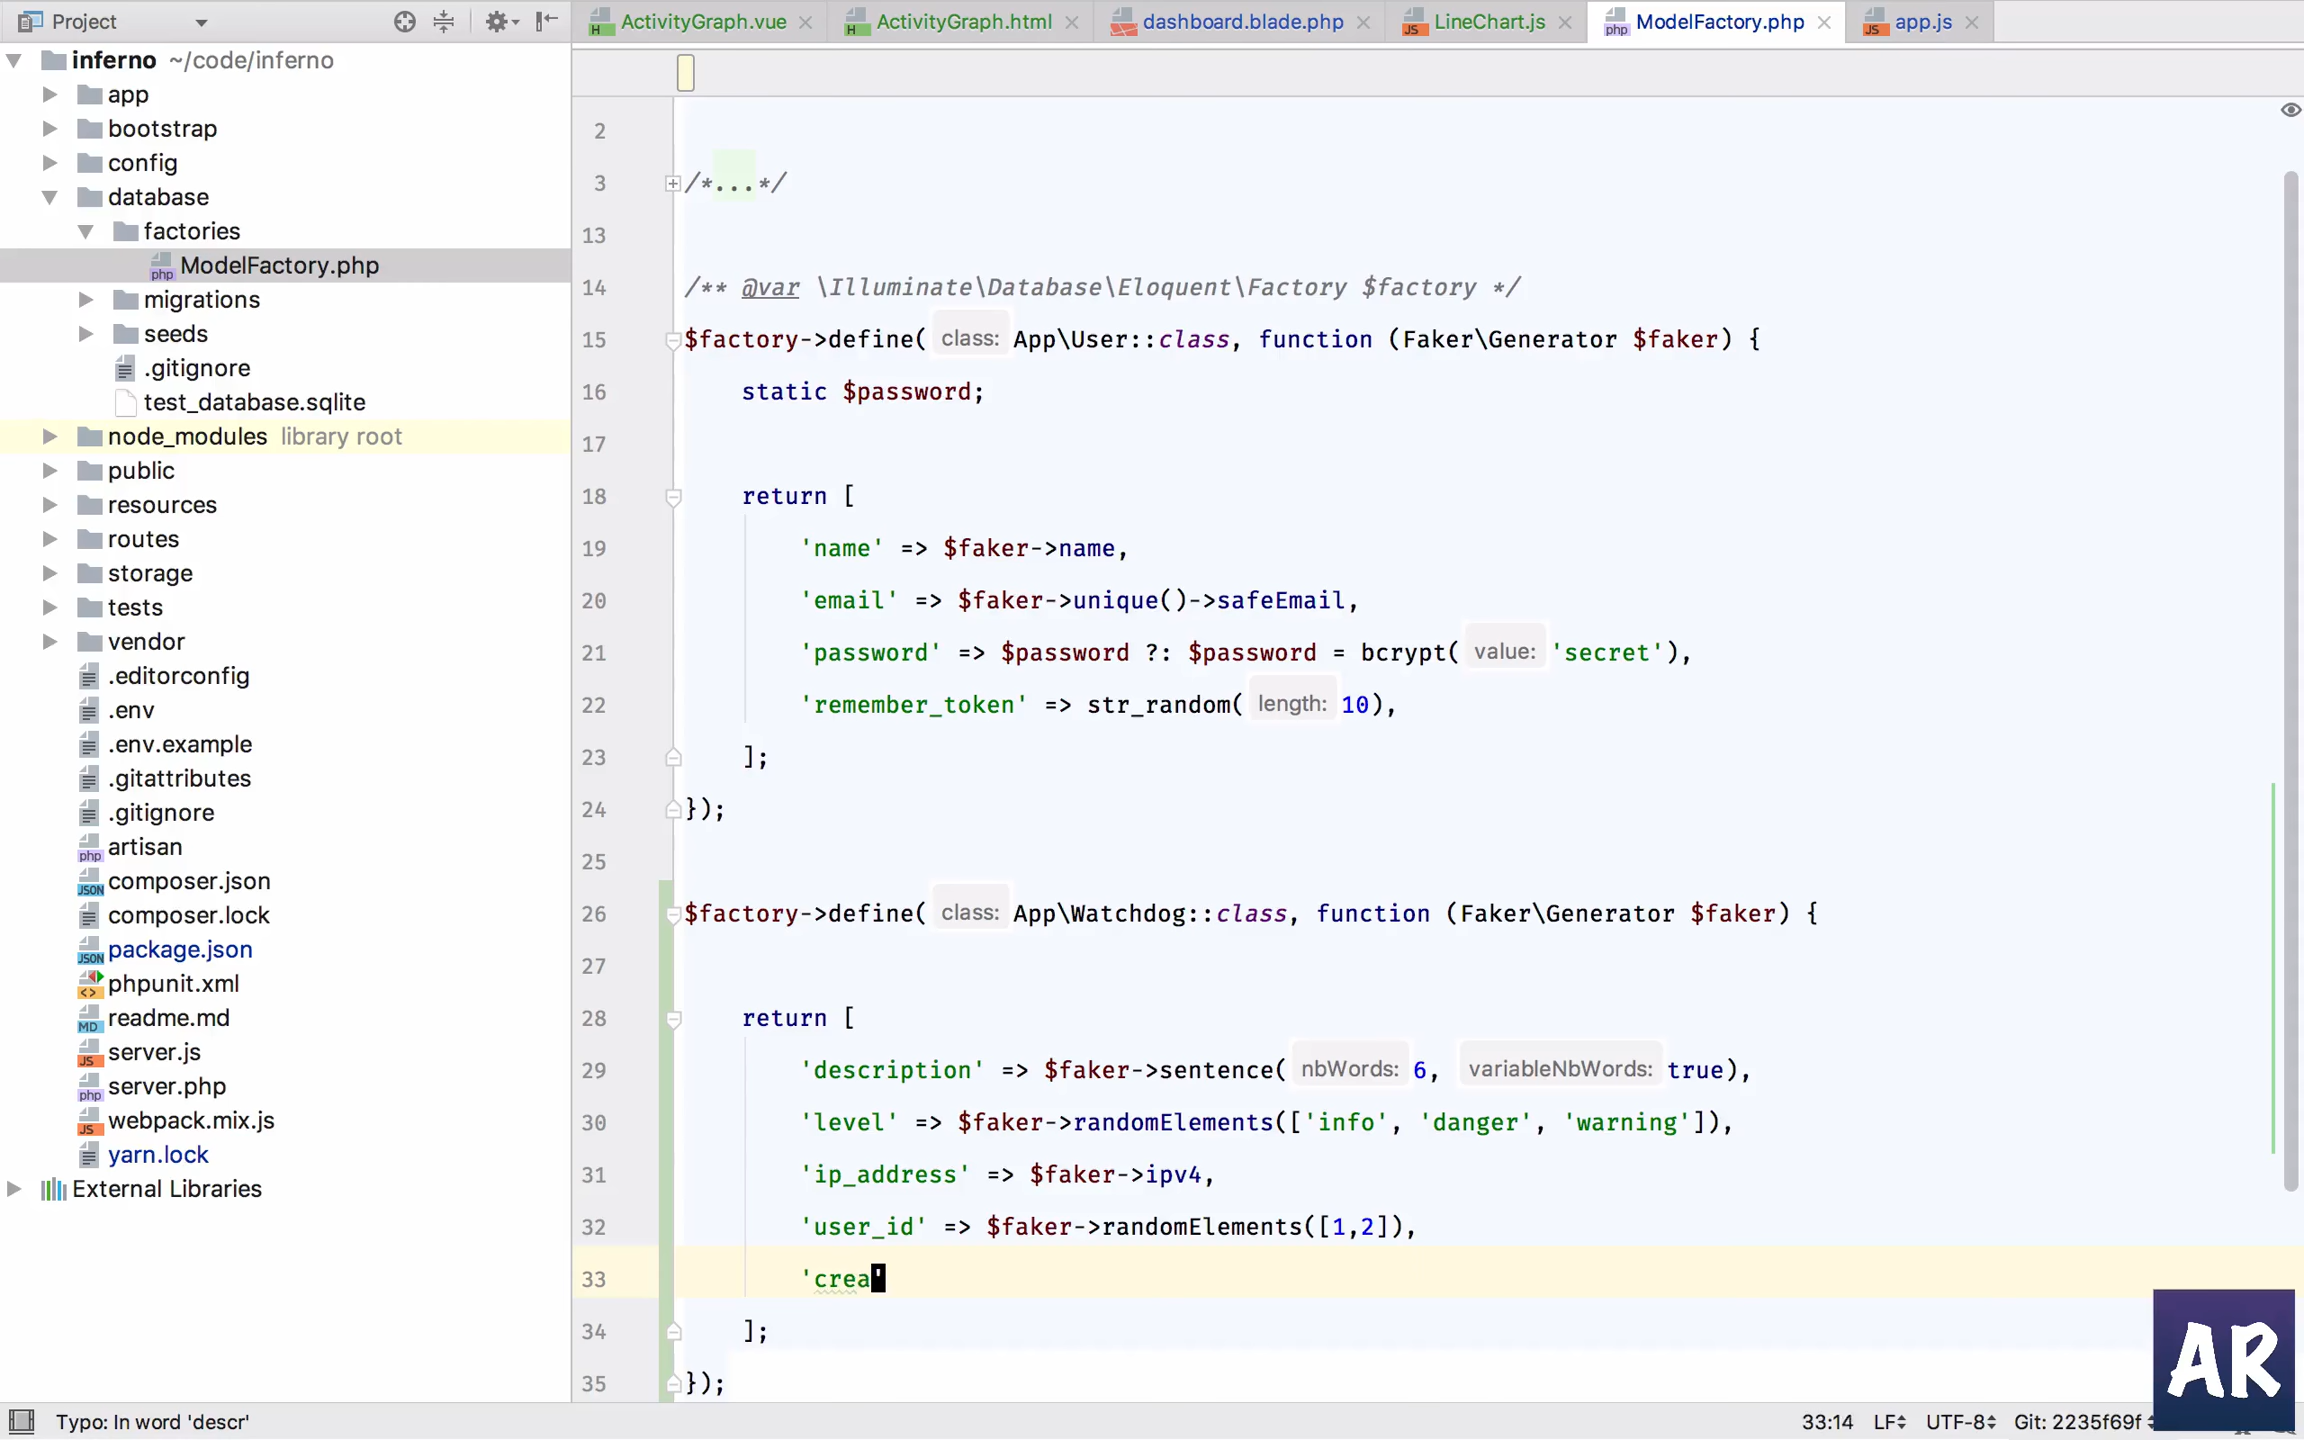 Project
ActivityGraph.vue
ActivityGraph.html
dashboard.blade.php
LineChart.js
ModelFactory.php
app.js
inferno ~/code/inferno
app
bootstrap
config
database
factories
ModelFactory.php
migrations
seeds
.gitignore
test_database.sqlite
node_modules library root
public
resources
routes
storage
tests
vendor
.editorconfig
.env
.env.example
.gitattributes
.gitignore
artisan
composer.json
composer.lock
package.json
phpunit.xml
readme.md
server.js
server.php
webpack.mix.js
yarn.lock
External Libraries
2
3 /*...*/
13
14 /** @var \Illuminate\Database\Eloquent\Factory $factory */
15 $factory->define( class: App\User::class, function (Faker\Generator $faker) {
16 static $password;
17
18 return [
19 'name' => $faker->name,
20 'email' => $faker->unique()->safeEmail,
21 'password' => $password ?: $password = bcrypt( value: 'secret'),
22 'remember_token' => str_random( length: 10),
23 ];
24 });
25
26 $factory->define( class: App\Watchdog::class, function (Faker\Generator $faker) {
27
28 return [
29 'description' => $faker->sentence( nbWords: 6, variableNbWords: true),
30 'level' => $faker->randomElements(['info', 'danger', 'warning']),
31 'ip_address' => $faker->ipv4,
32 'user_id' => $faker->randomElements([1,2]),
33 'crea'
34 ];
35 });
AR
Typo: In word 'descr'
33:14 LF UTF-8 Git: 2235f69f